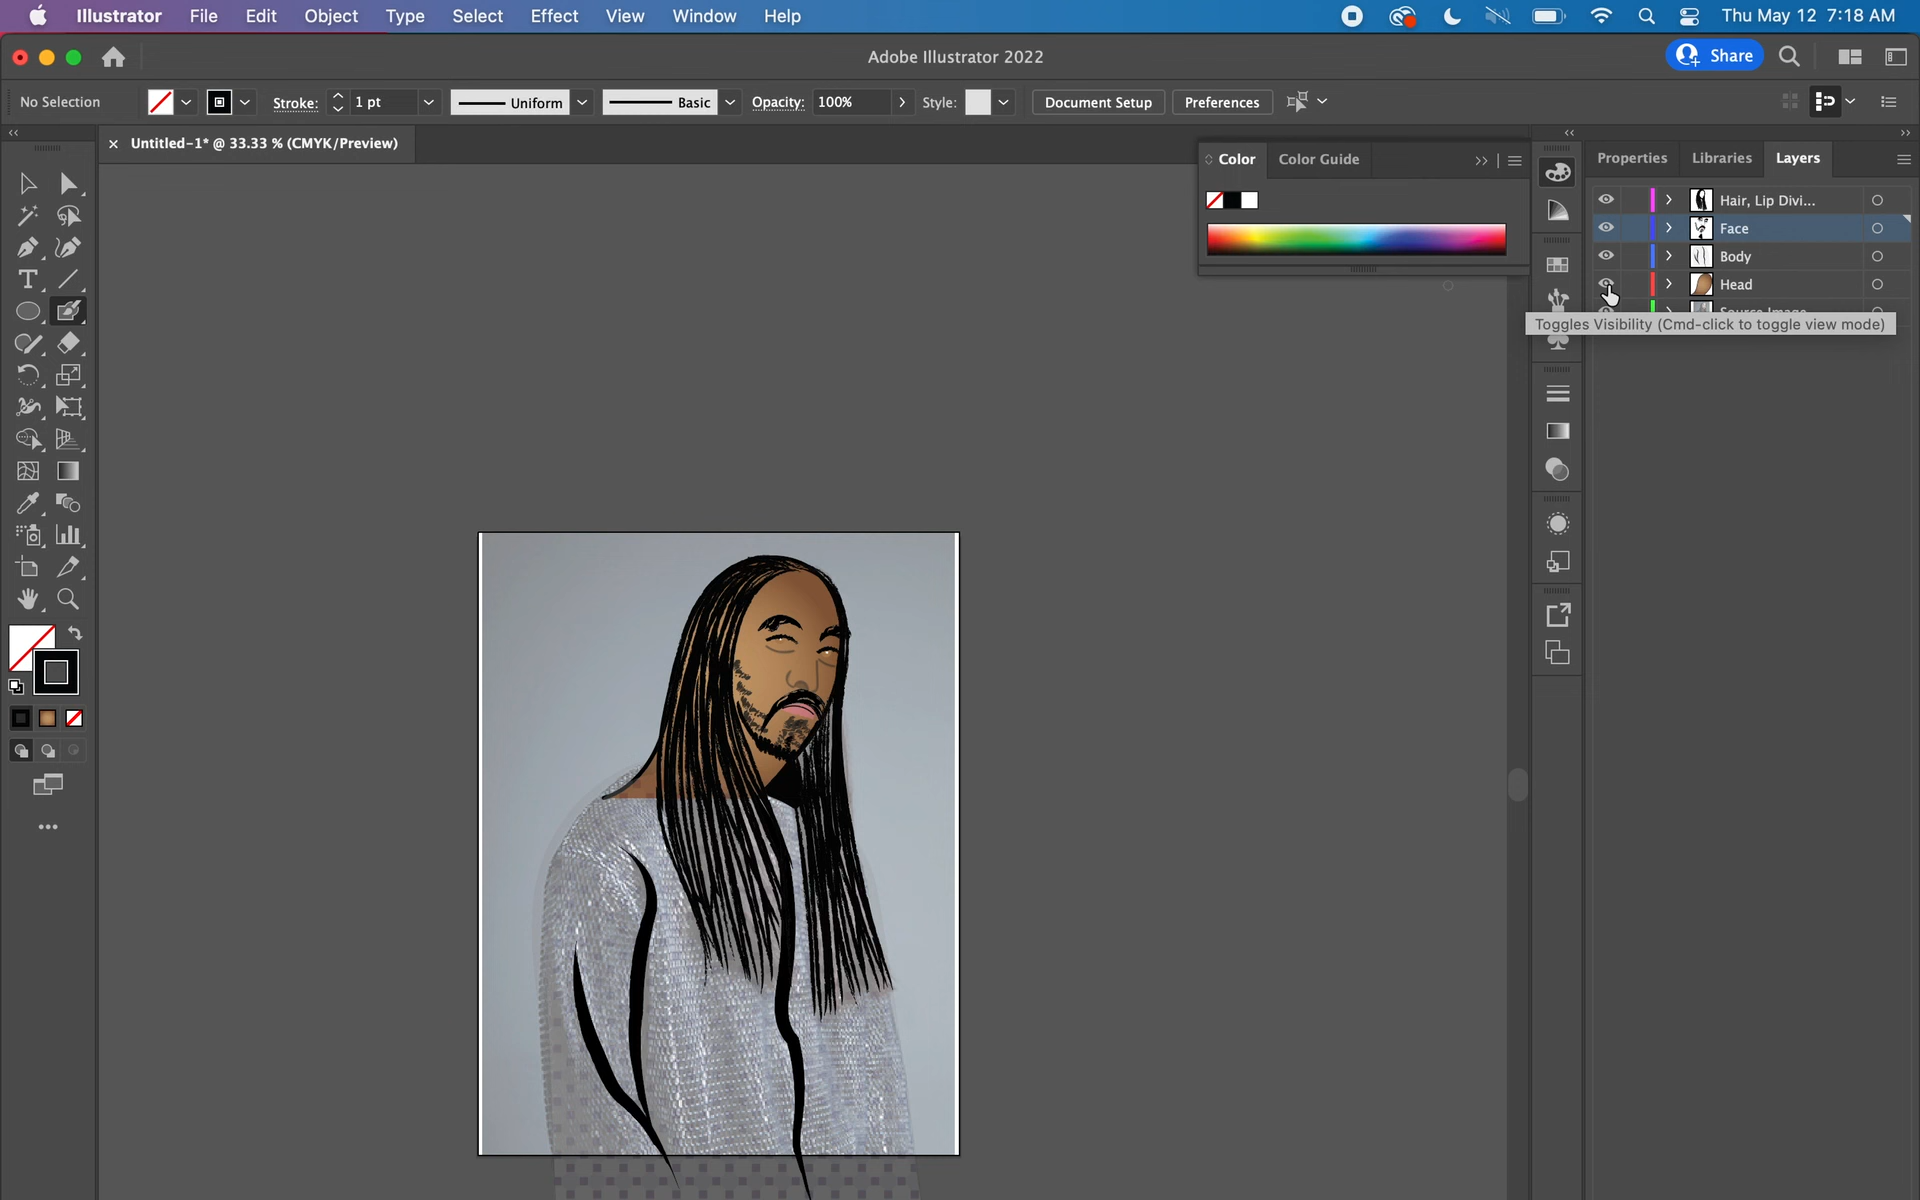 Illustrator File Edit Object Type Select Effect View Window Help Thu May 12 7:18 AM
Adobe Illustrator 2022 Share
No Selection Stroke: 1 pt Uniform Basic Opacity: 100% Style: Document Setup Preferences
Untitled-1* @ 33.33 % (CMYK/Preview)
Color Color Guide
Properties Libraries Layers
Hair, Lip Divi...
Face
Body
Head
Source Image
Toggles Visibility (Cmd-click to toggle view mode)